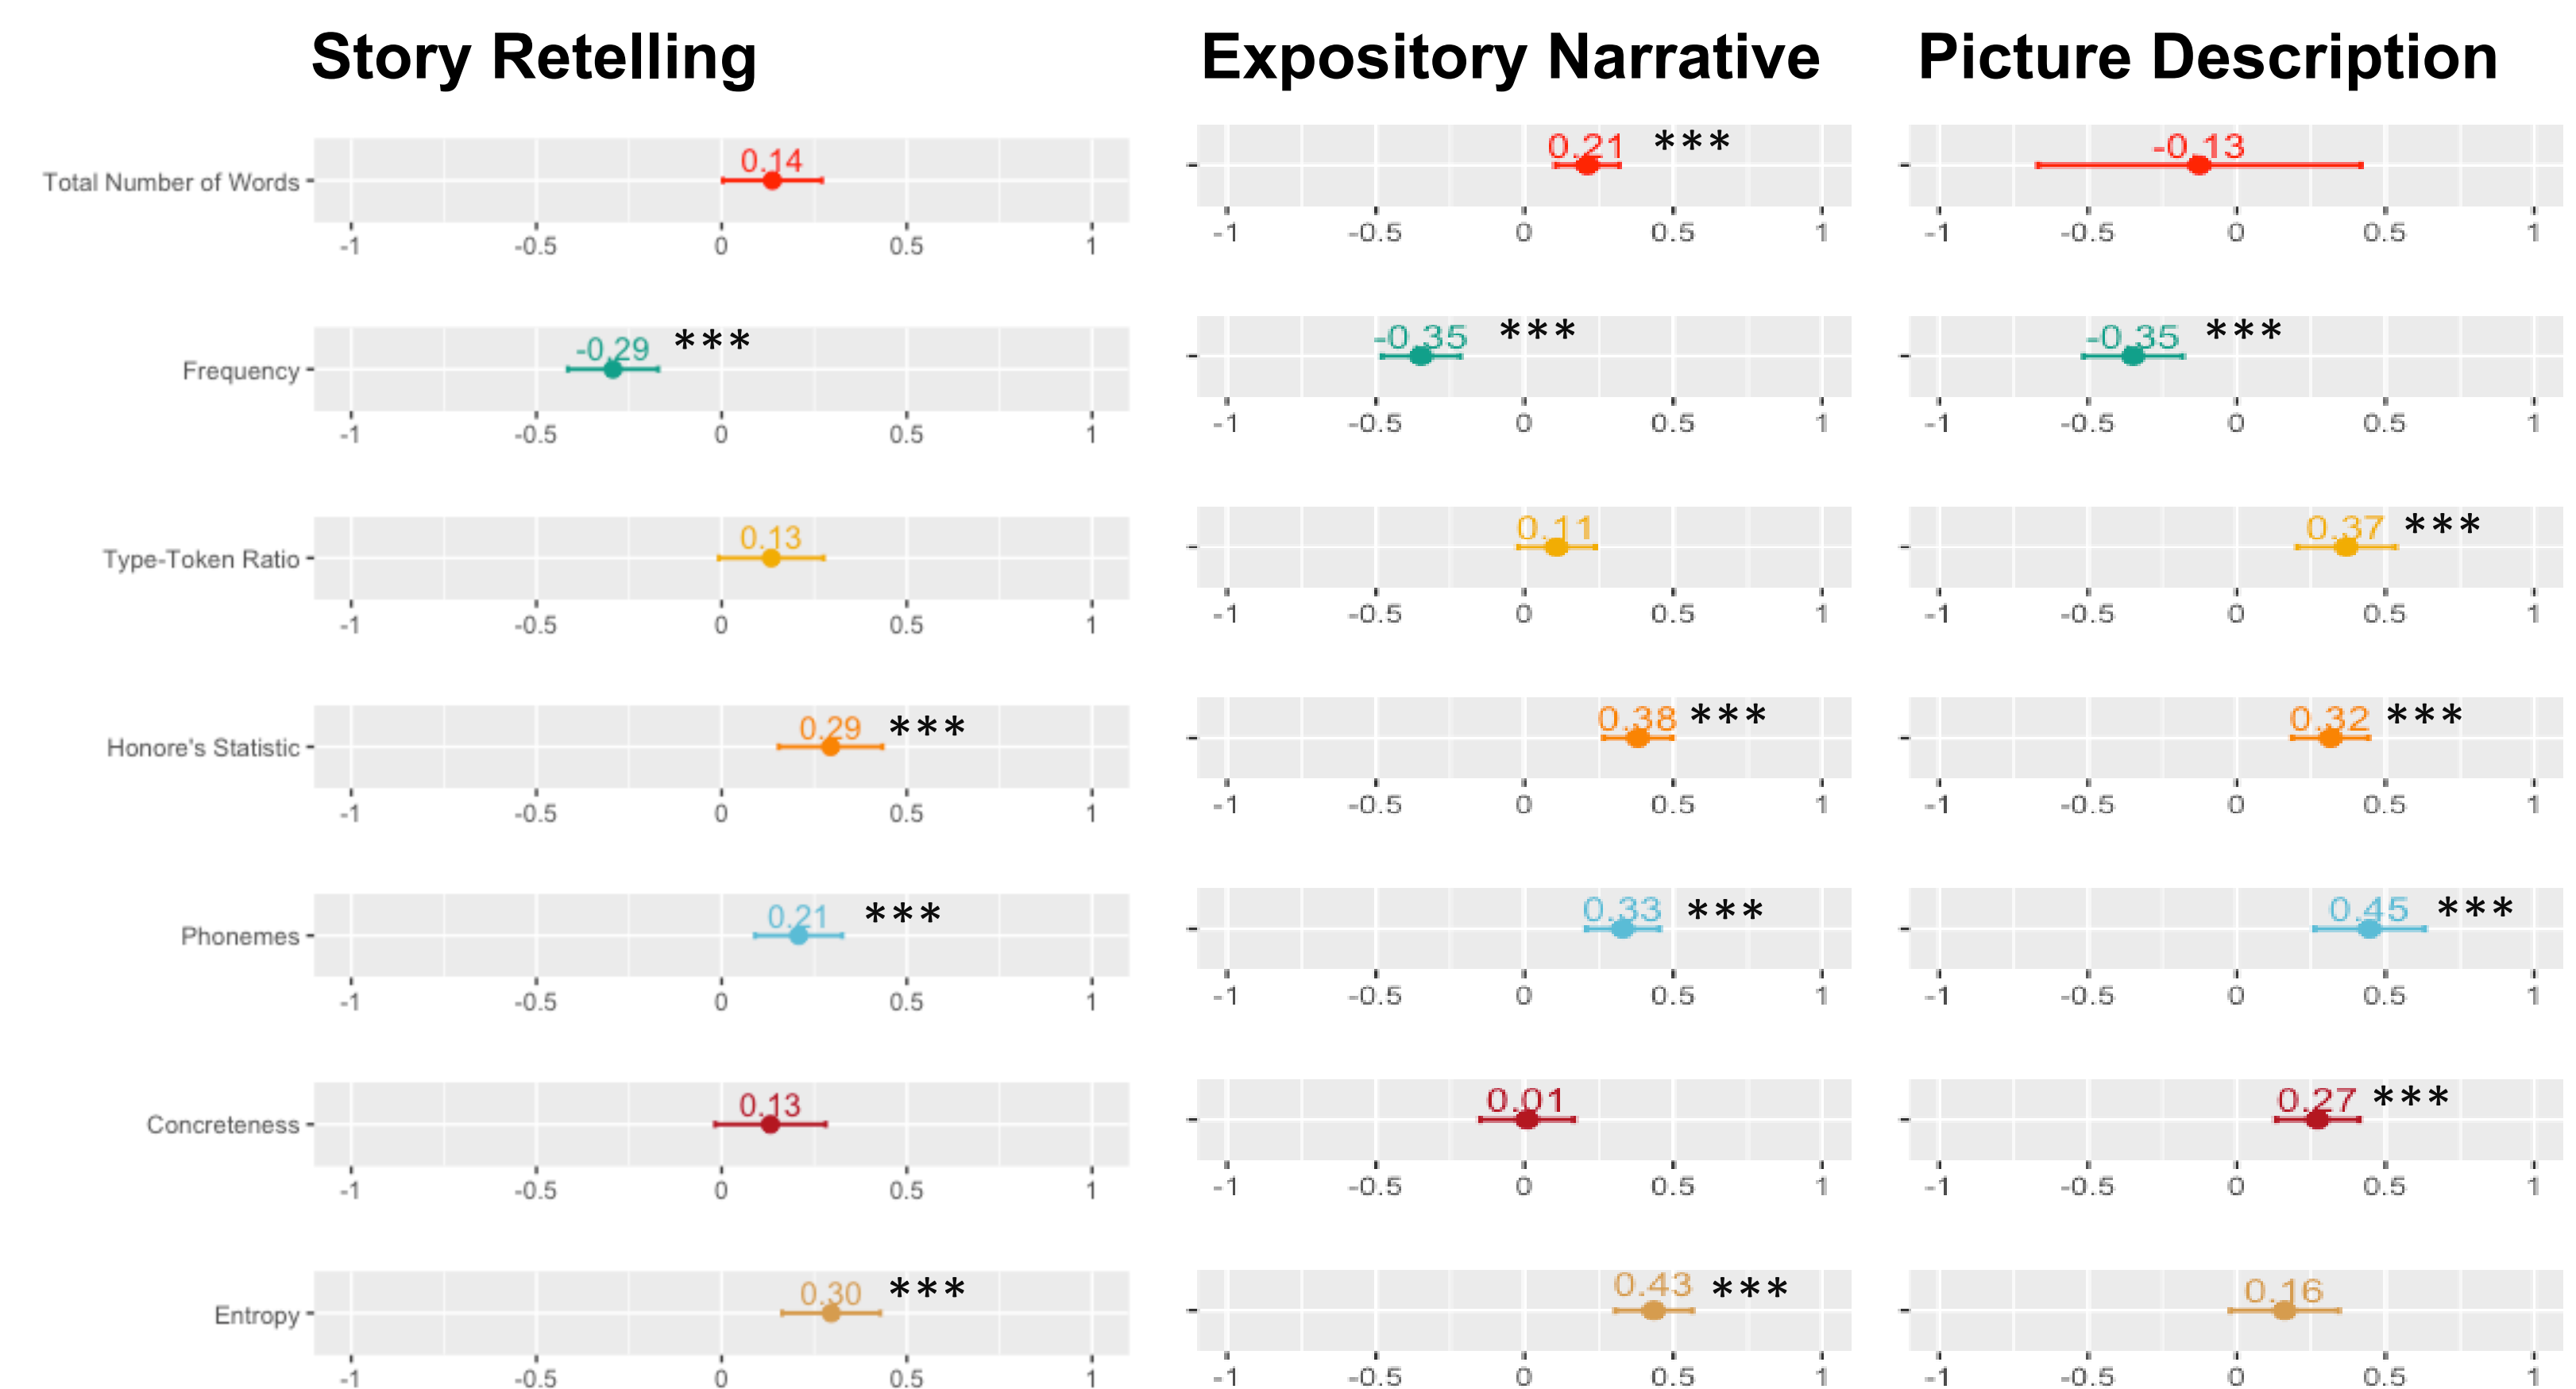 Story Retelling Expository Narrative Picture Description
0.14 0.21 *** -0.13
Total Number of Words
-1 -0.5 0 0.5 1 -1 -0.5 0 0.5 1 -1 -0.5 0 0.5 1
-0.29 *** -0.35 *** -0.35 ***
Frequency
-1 -0.5 0 0.5 1 -1 -0.5 0 0.5 1 -1 -0.5 0 0.5 1
0.13 0.11 0.37 ***
Type-Token Ratio
-1 -0.5 0 0.5 1 -1 -0.5 0 0.5 1 -1 -0.5 0 0.5 1
0.29 *** 0.38 *** 0.32 ***
Honore's Statistic
-1 -0.5 0 0.5 1 -1 -0.5 0 0.5 1 -1 -0.5 0 0.5 1
0.21 *** 0.33 *** 0.45 ***
Phonemes
-1 -0.5 0 0.5 1 -1 -0.5 0 0.5 1 -1 -0.5 0 0.5 1
0.13 0.01 0.27 ***
Concreteness
-1 -0.5 0 0.5 1 -1 -0.5 0 0.5 1 -1 -0.5 0 0.5 1
0.30 *** 0.43 *** 0.16
Entropy
-1 -0.5 0 0.5 1 -1 -0.5 0 0.5 1 -1 -0.5 0 0.5 1